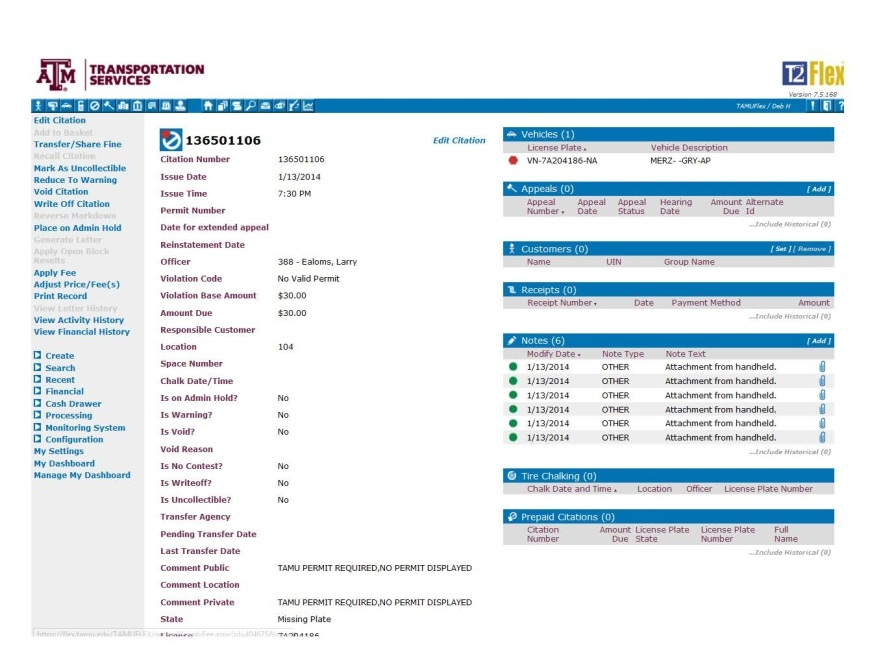 ATM TRANSPORTATION
SERVICES
T2 Flex
Version 7.5.168
TAMUFlex / Deb H ! ?
Edit Citation
Add to Basket
Transfer/Share Fine
Recall Citation
Mark As Uncollectible
Reduce To Warning
Void Citation
Write Off Citation
Reverse Markdown
Place on Admin Hold
Generate Letter
Apply Open Block
Results
Apply Fee
Adjust Price/Fee(s)
Print Record
View Letter History
View Activity History
View Financial History
Create
Search
Recent
Financial
Cash Drawer
Processing
Monitoring System
Configuration
My Settings
My Dashboard
Manage My Dashboard
136501106 Edit Citation
Citation Number 136501106
Issue Date 1/13/2014
Issue Time 7:30 PM
Permit Number
Date for extended appeal
Reinstatement Date
Officer 388 - Ealoms, Larry
Violation Code No Valid Permit
Violation Base Amount $30.00
Amount Due $30.00
Responsible Customer
Location 104
Space Number
Chalk Date/Time
Is on Admin Hold? No
Is Warning? No
Is Void? No
Void Reason
Is No Contest? No
Is Writeoff? No
Is Uncollectible? No
Transfer Agency
Pending Transfer Date
Last Transfer Date
Comment Public TAMU PERMIT REQUIRED,NO PERMIT DISPLAYED
Comment Location
Comment Private TAMU PERMIT REQUIRED,NO PERMIT DISPLAYED
State Missing Plate
License 7A204186
Vehicles (1)
License Plate Vehicle Description
VN-7A204186-NA MERZ- -GRY-AP
Appeals (0) [ Add ]
Appeal Appeal Appeal Hearing Amount Alternate
Number Date Status Date Due Id
...Include Historical (0)
Customers (0) [ Set ] [ Remove ]
Name UIN Group Name
Receipts (0)
Receipt Number Date Payment Method Amount
...Include Historical (0)
Notes (6) [ Add ]
Modify Date Note Type Note Text
1/13/2014 OTHER Attachment from handheld.
1/13/2014 OTHER Attachment from handheld.
1/13/2014 OTHER Attachment from handheld.
1/13/2014 OTHER Attachment from handheld.
1/13/2014 OTHER Attachment from handheld.
1/13/2014 OTHER Attachment from handheld.
...Include Historical (0)
Tire Chalking (0)
Chalk Date and Time Location Officer License Plate Number
Prepaid Citations (0)
Citation Amount License Plate License Plate Full
Number Due State Number Name
...Include Historical (0)